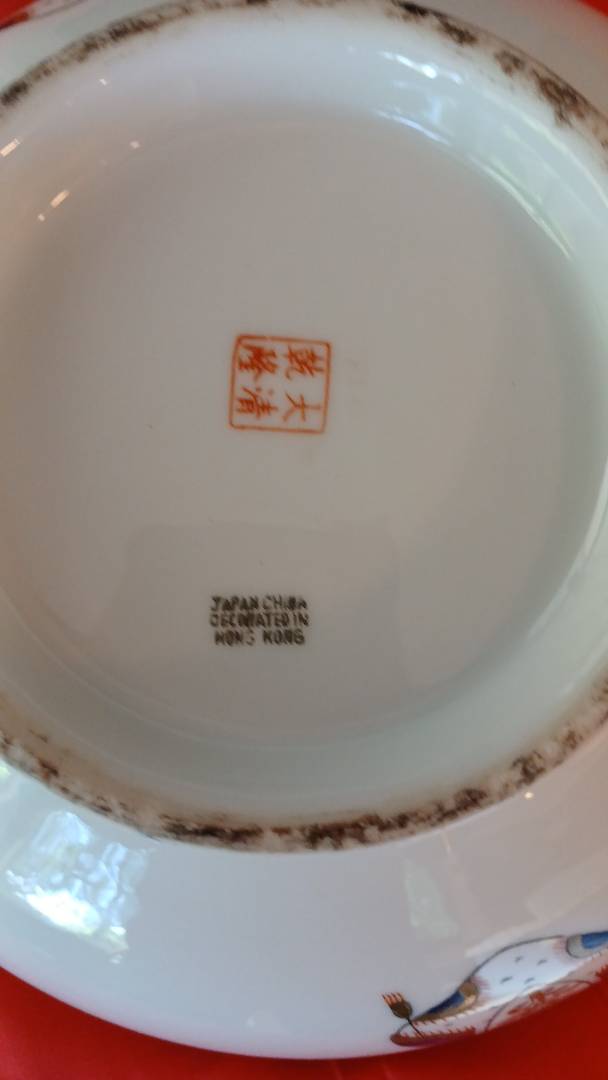 大清
乾隆
JAPAN CHINA
DECORATED IN
HONG KONG